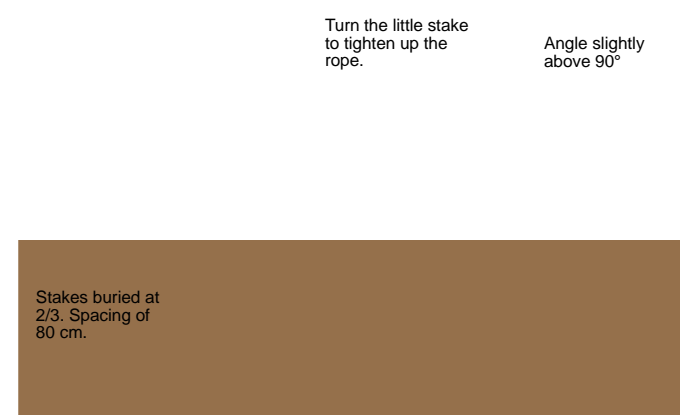 Turn the little stake
to tighten up the
rope.
Angle slightly
above 90°
Stakes buried at
2/3. Spacing of
80 cm.